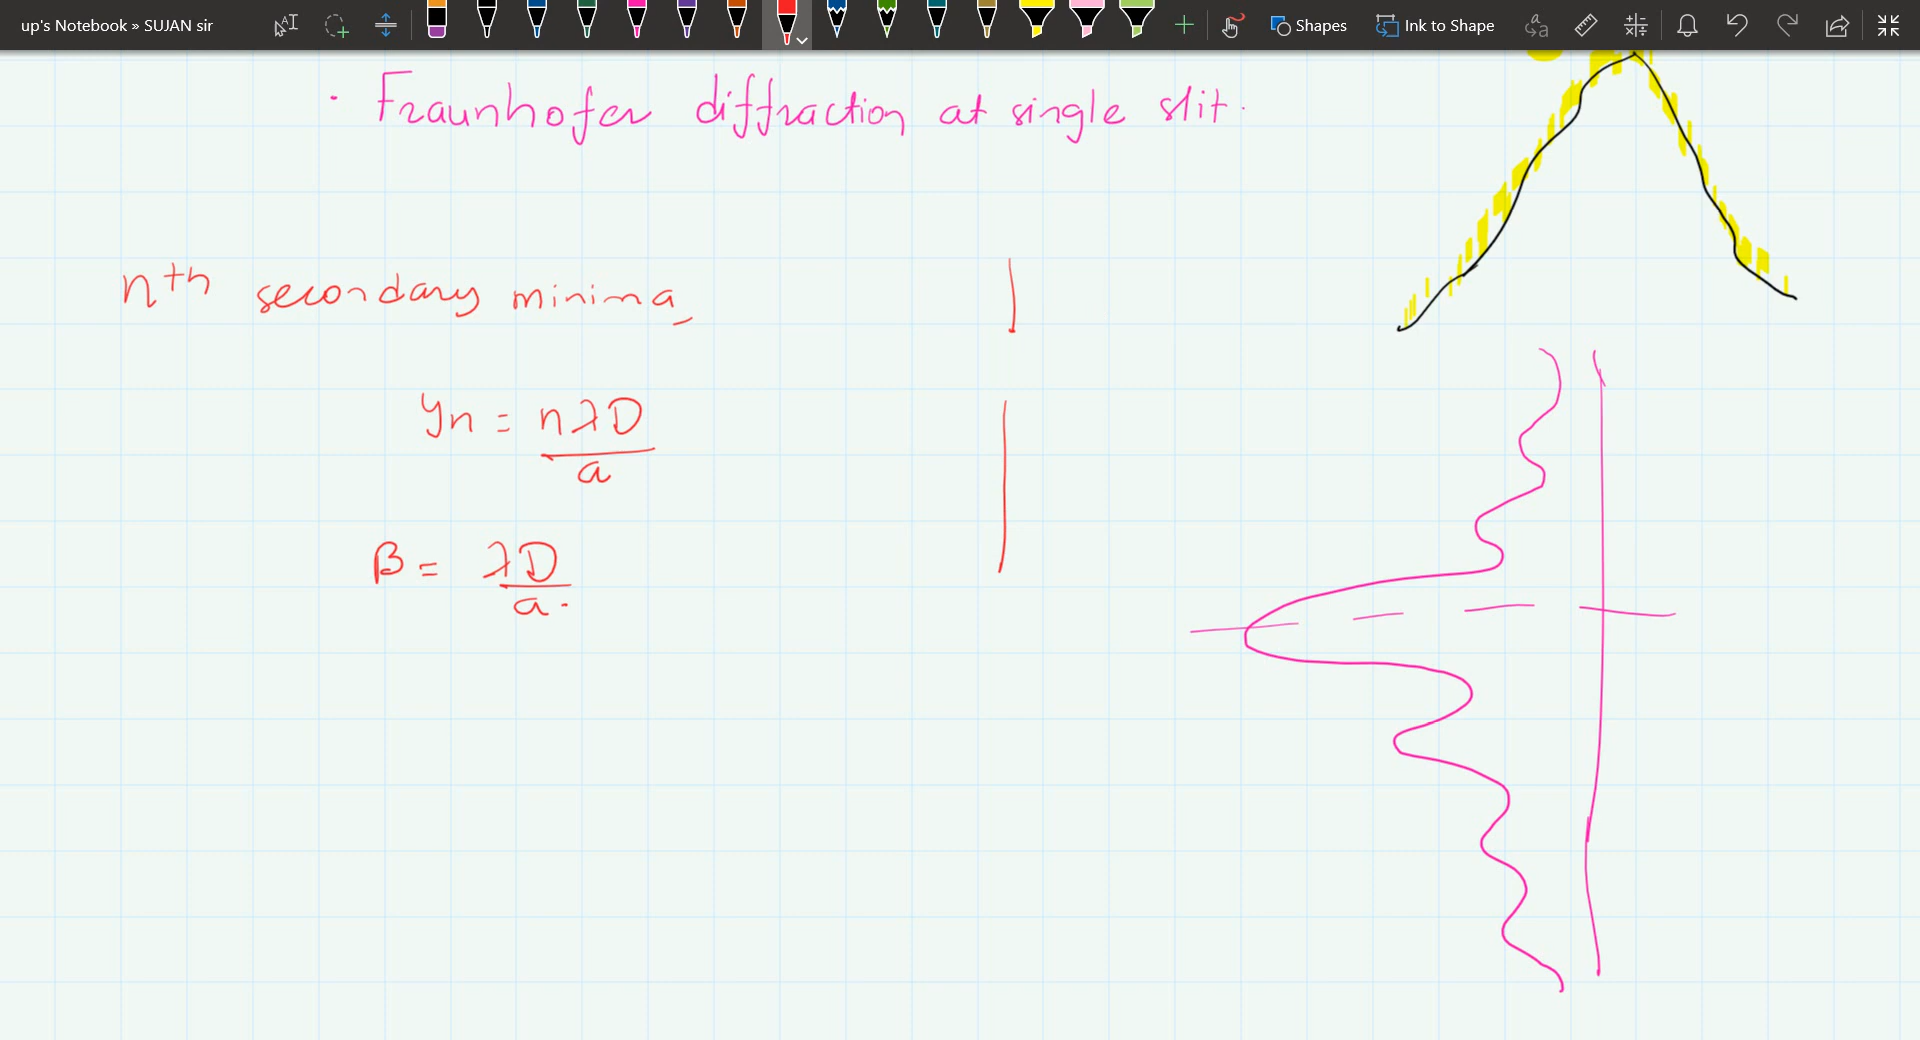 up's Notebook » SUJAN sir
Shapes
Ink to Shape
· Fraunhofer diffraction at single slit.
nth secondary minima,
yn = nλD
a
β = λD
a.